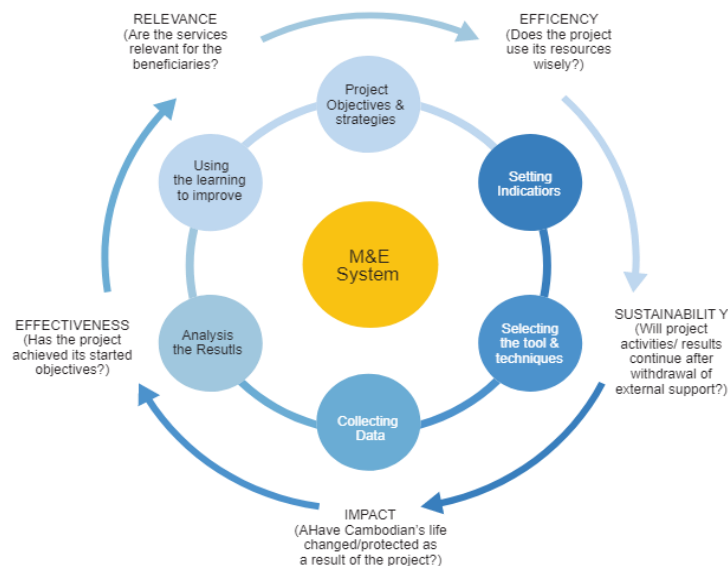 RELEVANCE
(Are the services
relevant for the
beneficiaries?
EFFICENCY
(Does the project
use its resources
wisely?)
Project
Objectives &
strategies
Using
the learning
to improve
Setting
Indicatiors
M&E
System
EFFECTIVENESS
(Has the project
achieved its started
objectives?)
Analysis
the Resutls
Selecting
the tool &
techniques
SUSTAINABILITY
(Will project
activities/ results
continue after
withdrawal of
external support?)
Collecting
Data
IMPACT
(AHave Cambodian's life
changed/protected as
a result of the project?)